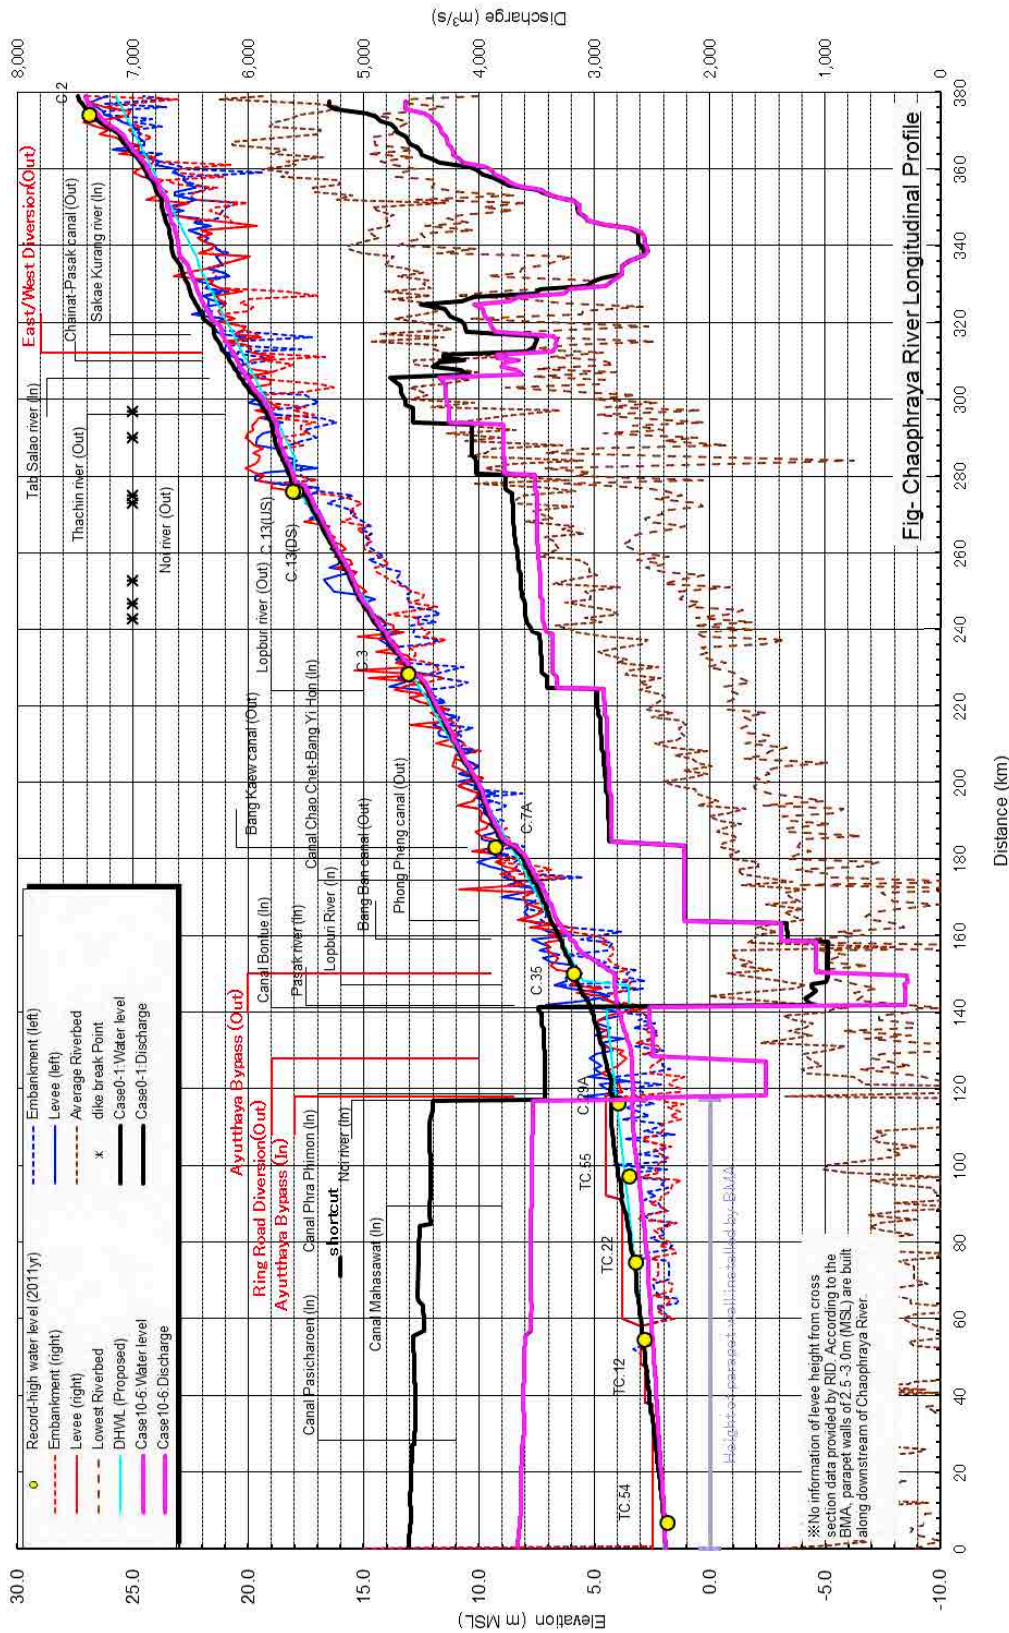 Fig- Chaophraya River Longitudinal Profile
Elevation (m MSL)
30.0
25.0
20.0
15.0
10.0
5.0
0.0
-5.0
-10.0
Discharge (m³/s)
8,000
7,000
6,000
5,000
4,000
3,000
2,000
1,000
0
Distance (km)
0
20
40
60
80
100
120
140
160
180
200
220
240
260
280
300
320
340
360
380
Record-high water level (2011yr)
Embankment (right)
Levee (right)
Lowest Riverbed
DHWL (Proposed)
Case10-6:Water level
Case10-6:Discharge
Embankment (left)
Levee (left)
Average Riverbed
dike break Point
Case0-1:Water level
Case0-1:Discharge
Canal Pasicharoen (In)
Canal Mahasawat (In)
shortcut
Canal Phra Phimon (In)
Noi river (In)
Ring Road Diversion(Out)
Ayutthaya Bypass (In)
Ayutthaya Bypass (Out)
Canal Bontue (In)
Pasak river (In)
Lopburi River (In)
Bang Ban canal (Out)
Phong Pheng canal (Out)
Bang Kaew canal (Out)
Canal Chao Chet-Bang Yi Hon (In)
Lopburi river (Out)
Noi river (Out)
Thachin river (Out)
Tab Salao river (In)
East/West Diversion(Out)
Chainat-Pasak canal (Out)
Sakae Kurang river (In)
TC.54
TC.12
TC.22
TC.55
C.29A
C.35
C.7A
C.3
C.13(DS)
C.13(US)
C.2
Height of parapet wall installed by BMA
※No information of levee height from cross
section data provided by RID. According to the
BMA, parapet walls of 2.5 -3.0m (MSL) are built
along downstream of Chaophraya River.